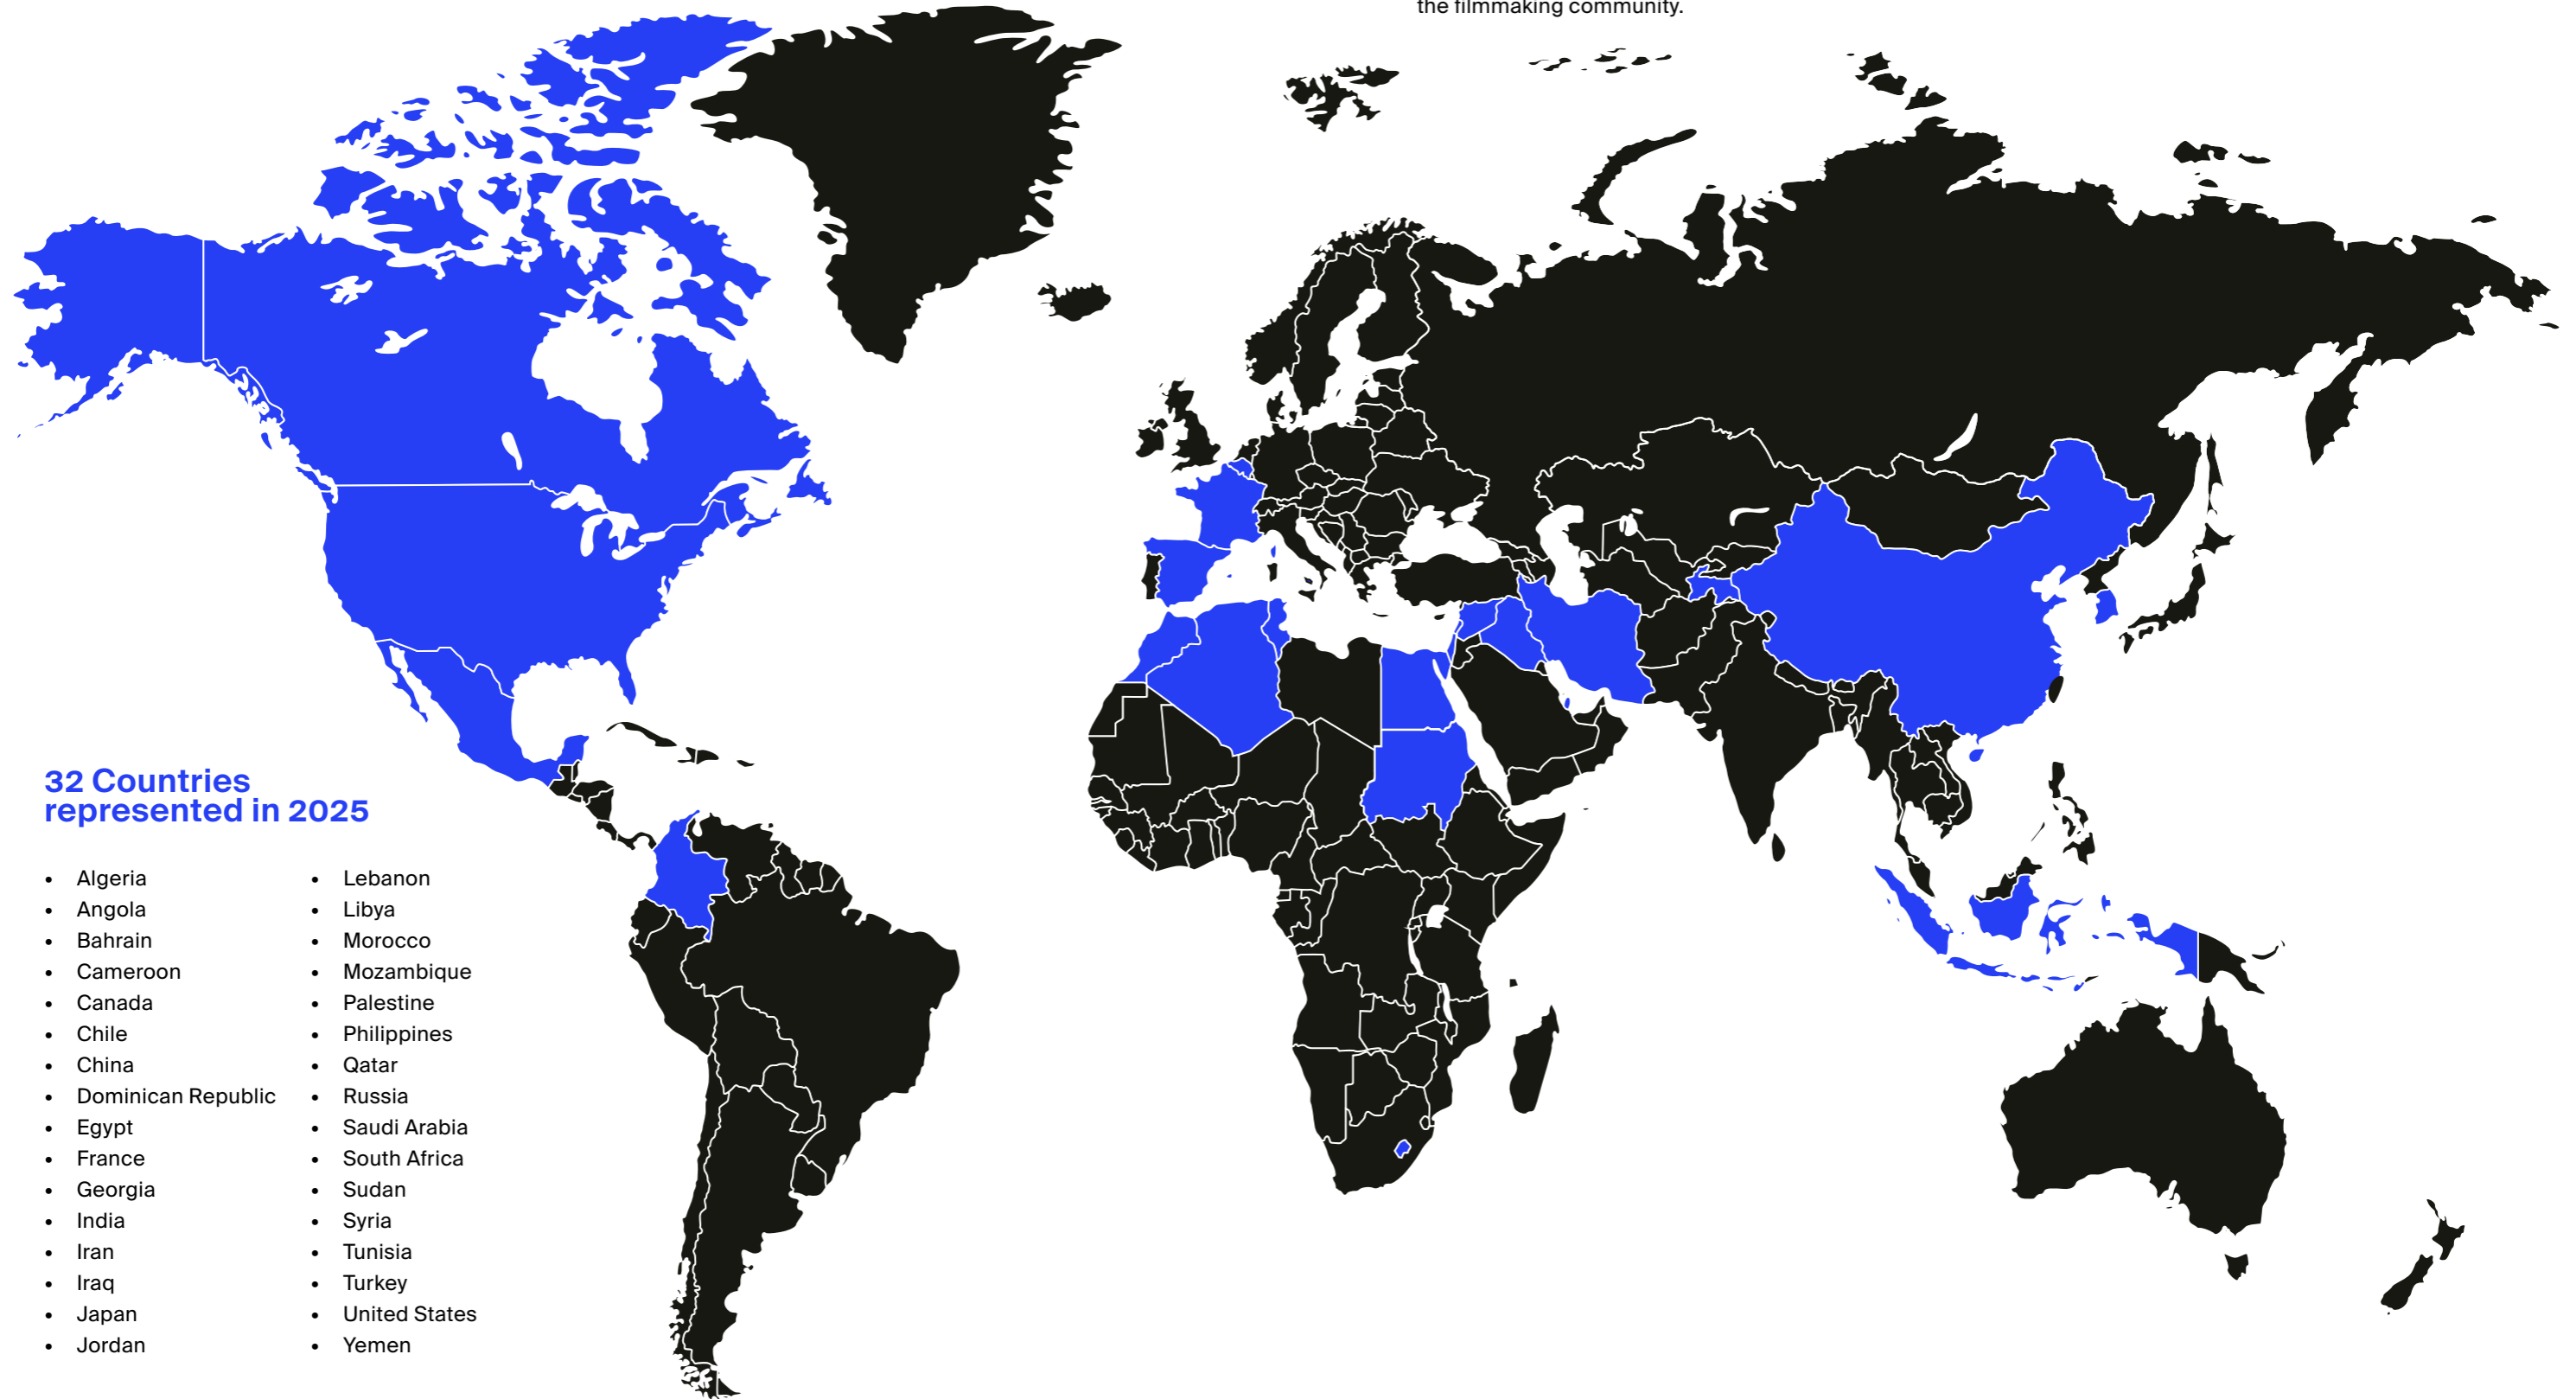 the filmmaking community.
32 Countries
represented in 2025
• Algeria
• Angola
• Bahrain
• Cameroon
• Canada
• Chile
• China
• Dominican Republic
• Egypt
• France
• Georgia
• India
• Iran
• Iraq
• Japan
• Jordan
• Lebanon
• Libya
• Morocco
• Mozambique
• Palestine
• Philippines
• Qatar
• Russia
• Saudi Arabia
• South Africa
• Sudan
• Syria
• Tunisia
• Turkey
• United States
• Yemen